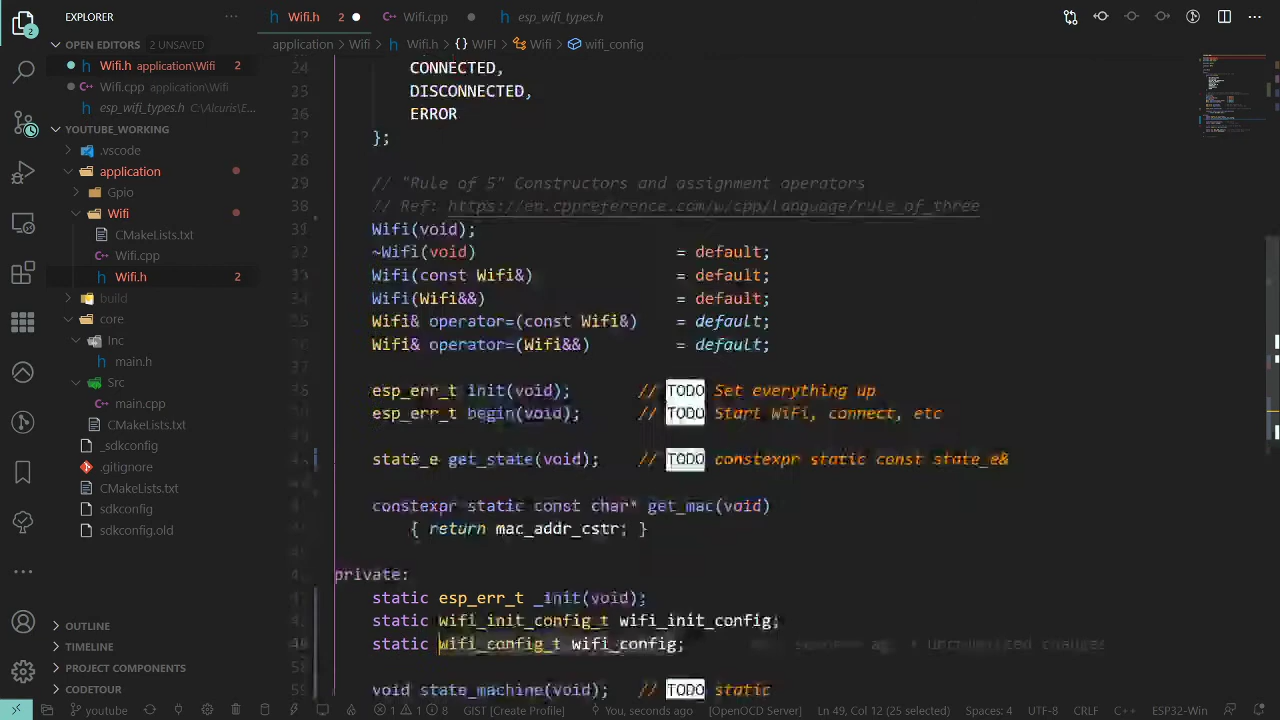 EXPLORER
Wifi.h 2
Wifi.cpp
esp_wifi_types.h
OPEN EDITORS 2 UNSAVED
application > Wifi > Wifi.h > {} WIFI > Wifi > wifi_config
Wifi.h application\Wifi 2
Wifi.cpp application\Wifi
esp_wifi_types.h C:\Alcuris\E...
YOUTUBE_WORKING
.vscode
application
Gpio
Wifi
CMakeLists.txt
Wifi.cpp
Wifi.h 2
build
core
Inc
main.h
Src
main.cpp
CMakeLists.txt
_sdkconfig
.gitignore
CMakeLists.txt
sdkconfig
sdkconfig.old
OUTLINE
TIMELINE
PROJECT COMPONENTS
CODETOUR
CONNECTED,
DISCONNECTED,
ERROR
};
// "Rule of 5" Constructors and assignment operators
// Ref: https://en.cppreference.com/w/cpp/language/rule_of_three
Wifi(void);
~Wifi(void) = default;
Wifi(const Wifi&) = default;
Wifi(Wifi&&) = default;
Wifi& operator=(const Wifi&) = default;
Wifi& operator=(Wifi&&) = default;
esp_err_t init(void); // TODO Set everything up
esp_err_t begin(void); // TODO Start WiFi, connect, etc
state_e get_state(void); // TODO constexpr static const state_e&
constexpr static const char* get_mac(void)
{ return mac_addr_cstr; }
private:
static esp_err_t _init(void);
static wifi_init_config_t wifi_init_config;
static wifi_config_t wifi_config;
void state_machine(void); // TODO static
youtube
1 1 8
GIST [Create Profile]
You, seconds ago
[OpenOCD Server]
Ln 49, Col 12 (25 selected)
Spaces: 4
UTF-8
CRLF
C++
ESP32-Win